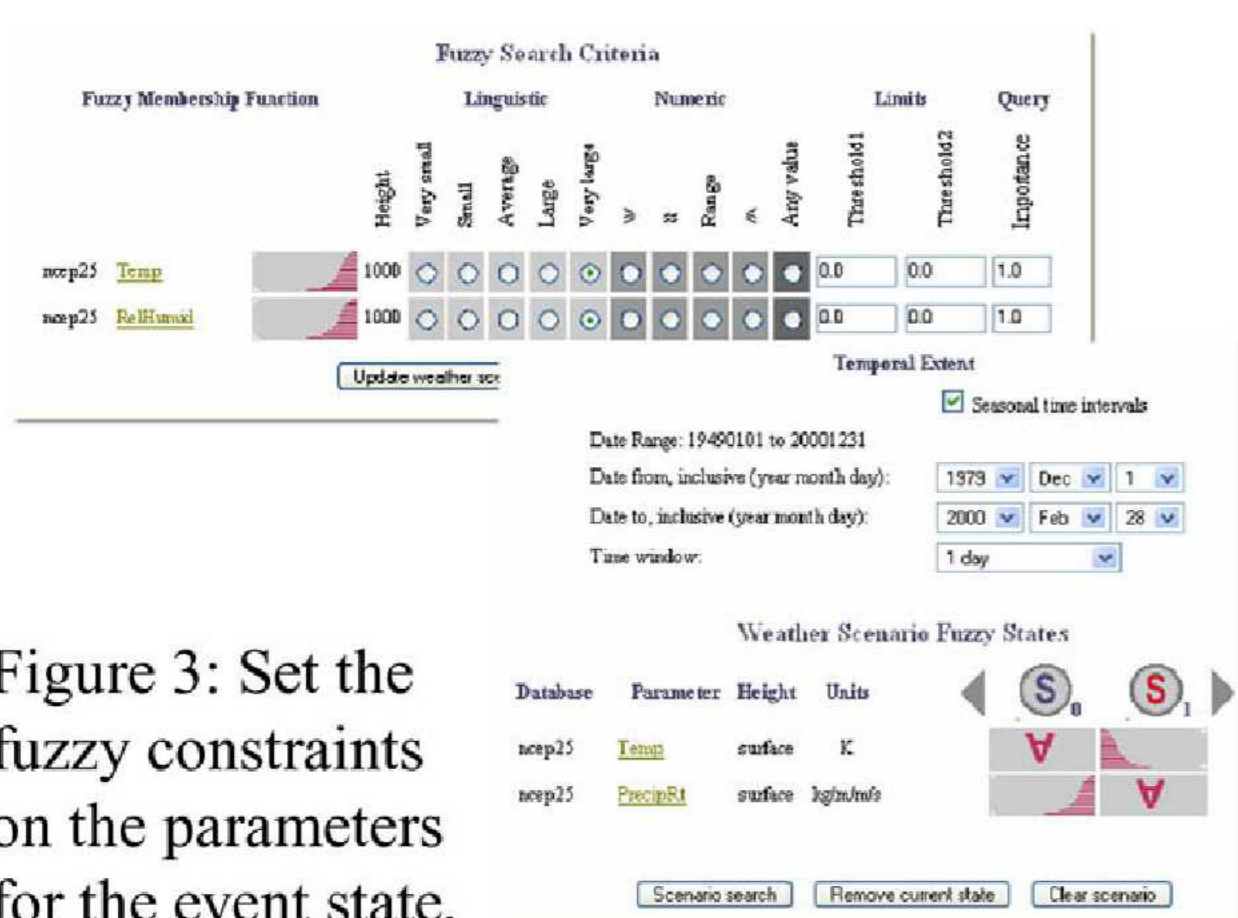 Fuzzy Search Criteria
Fuzzy Membership Function Linguistic Numeric Limits Query
Height Very small Small Average Large Very large Range Any value Threshold1 Threshold2 Importance
ncep25 Temp 1000 0.0 0.0 1.0
ncep25 RelHumid 1000 0.0 0.0 1.0
Update weather
Temporal Extent
Seasonal time intervals
Date Range: 19490101 to 20001231
Date from, inclusive (year month day): 1979 Dec 1
Date to, inclusive (year month day): 2000 Feb 28
Time window: 1 day
Weather Scenario Fuzzy States
Database Parameter Height Units S0 S1
ncep25 Temp surface K ∀
ncep25 PrecipRt surface kg/m/m/s ∀
Scenario search Remove current state Clear scenario
Figure 3: Set the
fuzzy constraints
on the parameters
for the event state.